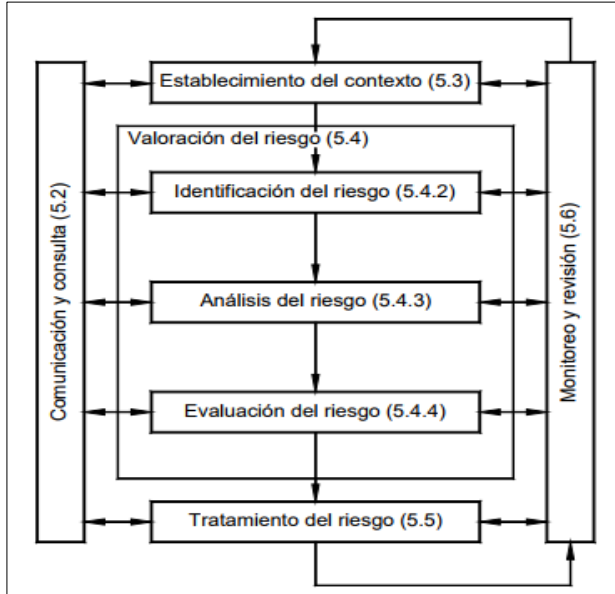 Establecimiento del contexto (5.3)
Valoración del riesgo (5.4)
Identificación del riesgo (5.4.2)
Análisis del riesgo (5.4.3)
Evaluación del riesgo (5.4.4)
Tratamiento del riesgo (5.5)
Comunicación y consulta (5.2)
Monitoreo y revisión (5.6)